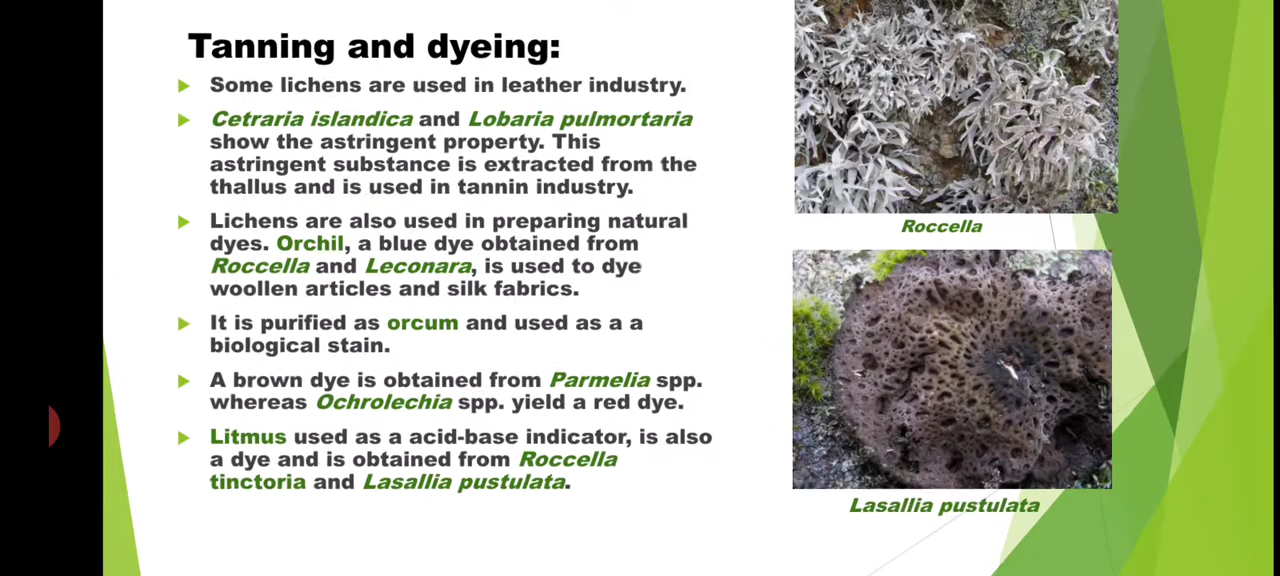 Tanning and dyeing:
Some lichens are used in leather industry.
Cetraria islandica and Lobaria pulmortaria
show the astringent property. This
astringent substance is extracted from the
thallus and is used in tannin industry.
Lichens are also used in preparing natural
dyes. Orchil, a blue dye obtained from
Roccella and Leconara, is used to dye
woollen articles and silk fabrics.
It is purified as orcum and used as a a
biological stain.
A brown dye is obtained from Parmelia spp.
whereas Ochrolechia spp. yield a red dye.
Litmus used as a acid-base indicator, is also
a dye and is obtained from Roccella
tinctoria and Lasallia pustulata.
Roccella
Lasallia pustulata